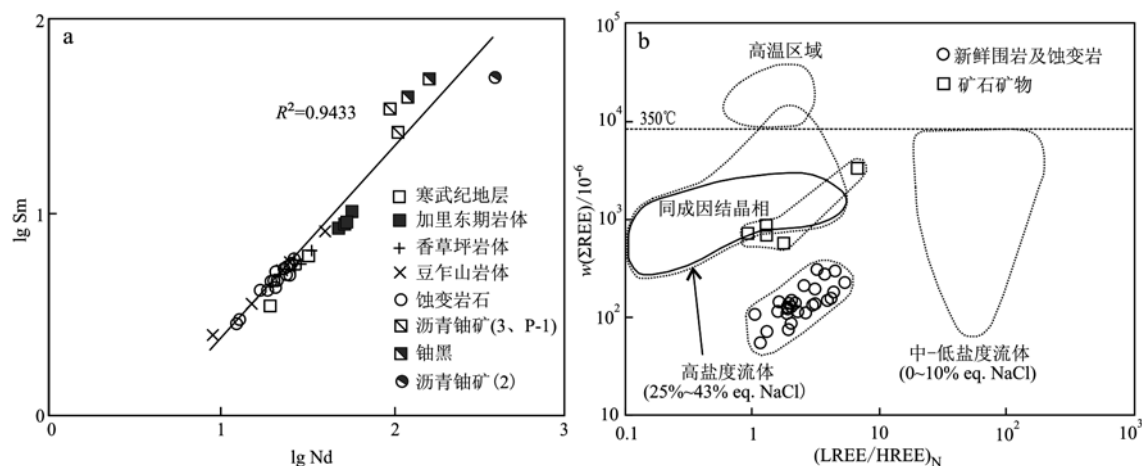 a
2
1
0
0
1
2
3
lg Sm
lg Nd
R²=0.9433
寒武纪地层
加里东期岩体
香草坪岩体
豆乍山岩体
蚀变岩石
沥青铀矿(3、P-1)
铀黑
沥青铀矿(2)
b
10⁵
10⁴
10³
10²
10
0.1
1
10
10²
10³
w(ΣREE)/10⁻⁶
(LREE/HREE)N
高温区域
新鲜围岩及蚀变岩
矿石矿物
350℃
同成因结晶相
高盐度流体
(25%~43% eq. NaCl)
中-低盐度流体
(0~10% eq. NaCl)